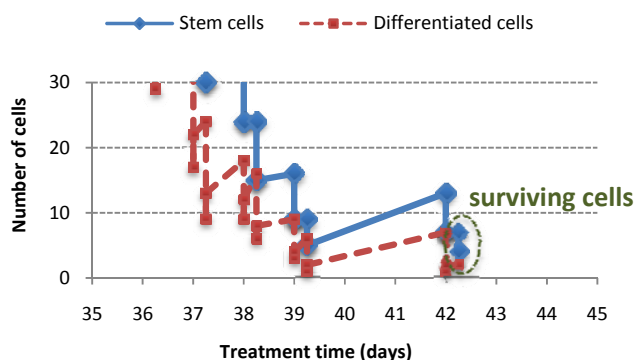 Stem cells Differentiated cells
30
20
10
0
Number of cells
surviving cells
35 36 37 38 39 40 41 42 43 44 45
Treatment time (days)